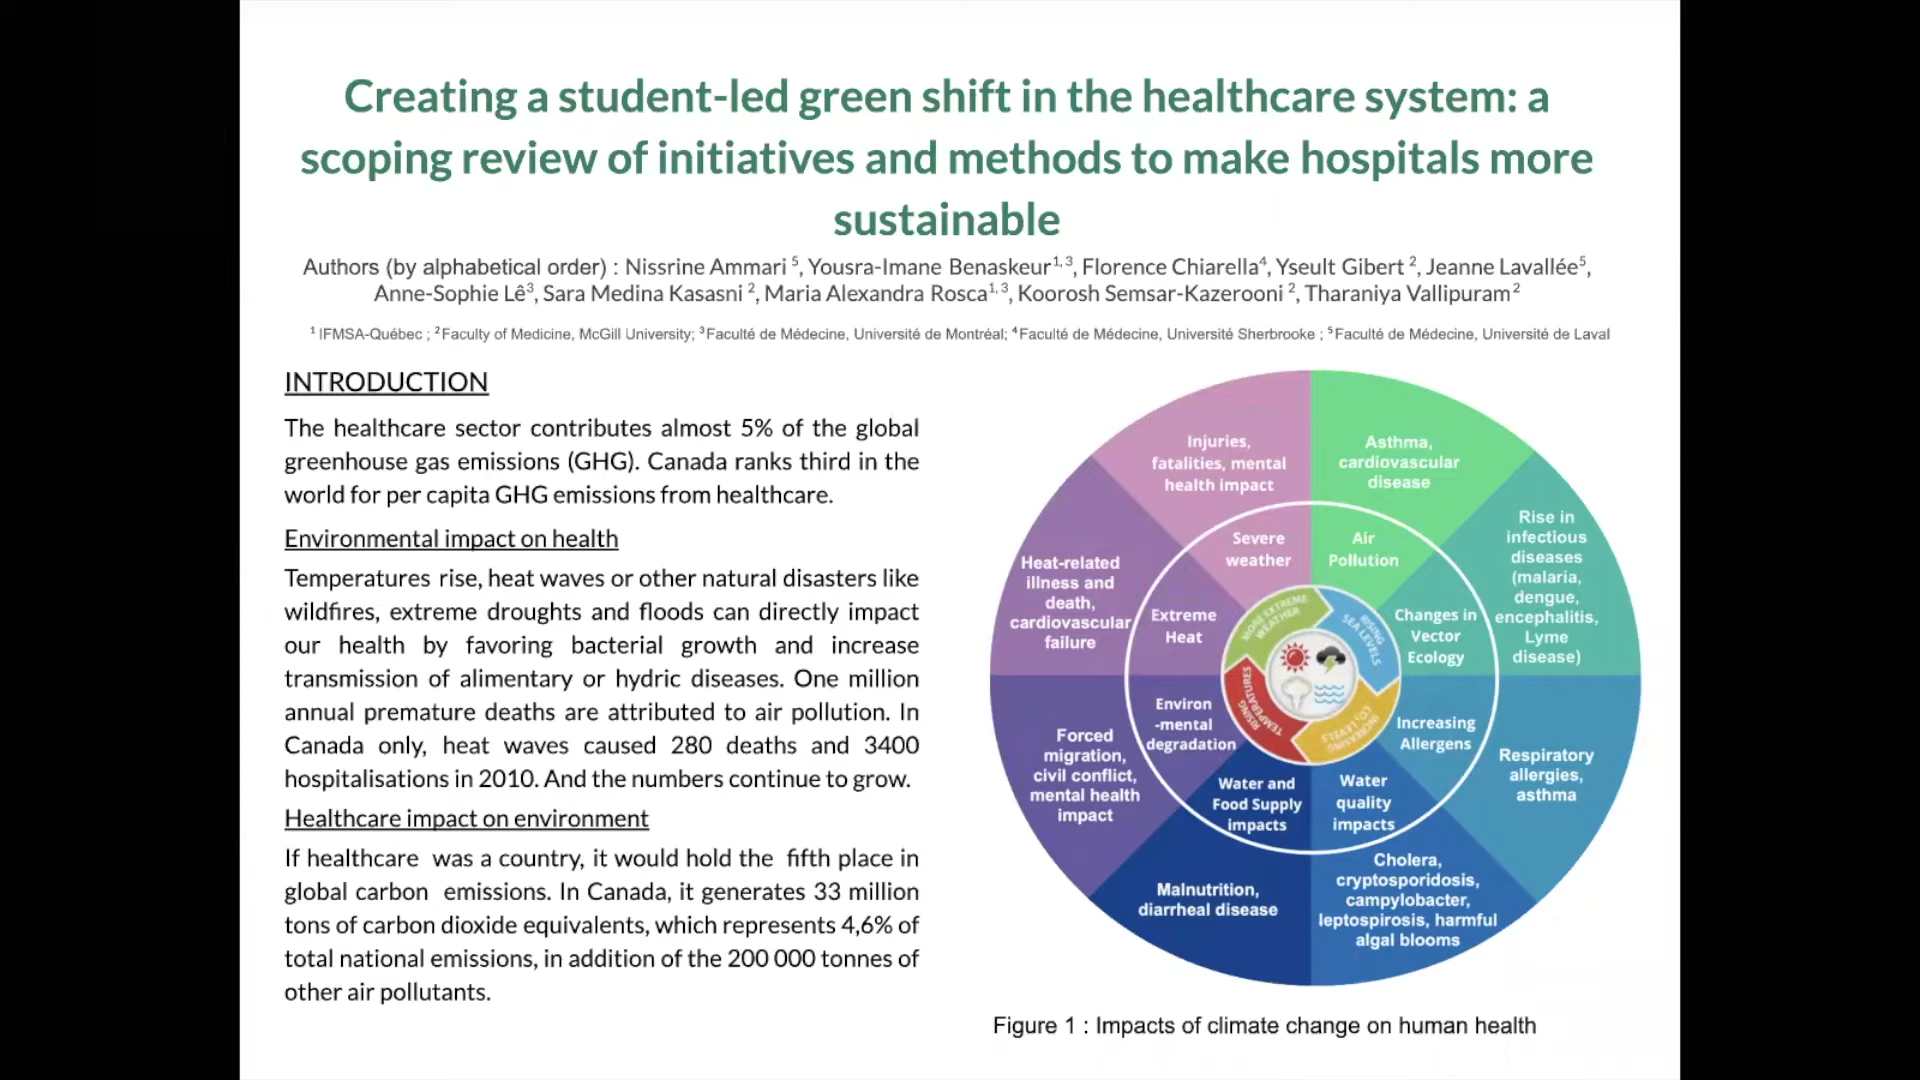 Creating a student-led green shift in the healthcare system: a
scoping review of initiatives and methods to make hospitals more
sustainable
Authors (by alphabetical order) : Nissrine Ammari ⁵, Yousra-Imane Benaskeur¹˒³, Florence Chiarella⁴, Yseult Gibert ², Jeanne Lavallée⁵,
Anne-Sophie Lê³, Sara Medina Kasasni ², Maria Alexandra Rosca¹˒³, Koorosh Semsar-Kazerooni ², Tharaniya Vallipuram ²
¹ IFMSA-Québec ; ² Faculty of Medicine, McGill University; ³ Faculté de Médecine, Université de Montréal; ⁴ Faculté de Médecine, Université Sherbrooke ; ⁵ Faculté de Médecine, Université de Laval
INTRODUCTION
The healthcare sector contributes almost 5% of the global
greenhouse gas emissions (GHG). Canada ranks third in the
world for per capita GHG emissions from healthcare.
Environmental impact on health
Temperatures rise, heat waves or other natural disasters like
wildfires, extreme droughts and floods can directly impact
our health by favoring bacterial growth and increase
transmission of alimentary or hydric diseases. One million
annual premature deaths are attributed to air pollution. In
Canada only, heat waves caused 280 deaths and 3400
hospitalisations in 2010. And the numbers continue to grow.
Healthcare impact on environment
If healthcare was a country, it would hold the fifth place in
global carbon emissions. In Canada, it generates 33 million
tons of carbon dioxide equivalents, which represents 4,6% of
total national emissions, in addition of the 200 000 tonnes of
other air pollutants.
Injuries,
fatalities, mental
health impact
Asthma,
cardiovascular
disease
Rise in
infectious
diseases
(malaria,
dengue,
encephalitis,
Lyme
disease)
Respiratory
allergies,
asthma
Cholera,
cryptosporidosis,
campylobacter,
leptospirosis, harmful
algal blooms
Malnutrition,
diarrheal disease
Forced
migration,
civil conflict,
mental health
impact
Heat-related
illness and
death,
cardiovascular
failure
Severe
weather
Air
Pollution
Changes in
Vector
Ecology
Increasing
Allergens
Water
quality
impacts
Water and
Food Supply
impacts
Environ
-mental
degradation
Extreme
Heat
MORE EXTREME
WEATHER
RISING
SEA LEVELS
INCREASING
CO₂ LEVELS
RISING
TEMPERATURES
Figure 1 : Impacts of climate change on human health